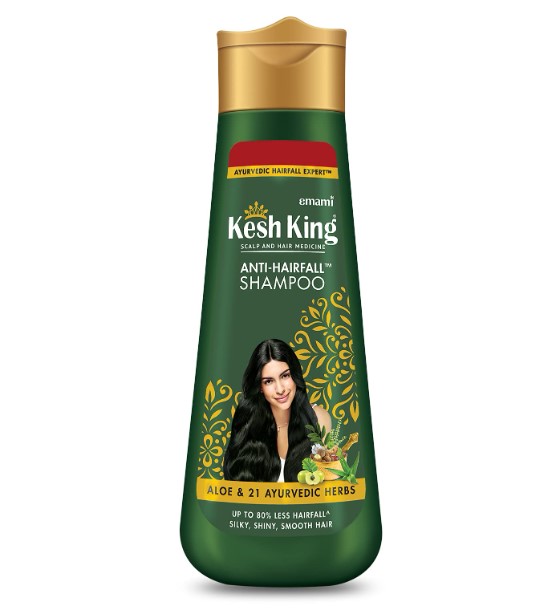 AYURVEDIC HAIRFALL EXPERT™
emami®
Kesh King®
SCALP AND HAIR MEDICINE
ANTI-HAIRFALL™
SHAMPOO
ALOE & 21 AYURVEDIC HERBS
UP TO 80% LESS HAIRFALL^
SILKY, SHINY, SMOOTH HAIR